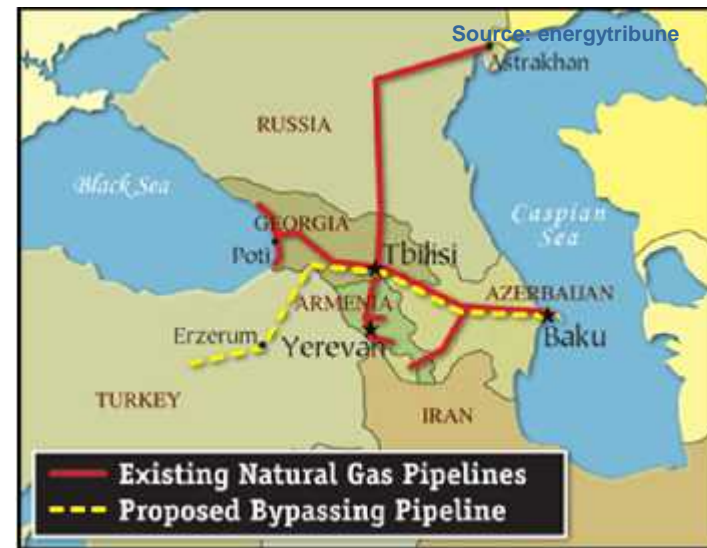 Source: energytribune
Astrakhan
RUSSIA
Black Sea
Caspian
Sea
GEORGIA
Poti
Tbilisi
ARMENIA
AZERBAIJAN
Erzerum
Yerevan
Baku
TURKEY
IRAN
Existing Natural Gas Pipelines
Proposed Bypassing Pipeline